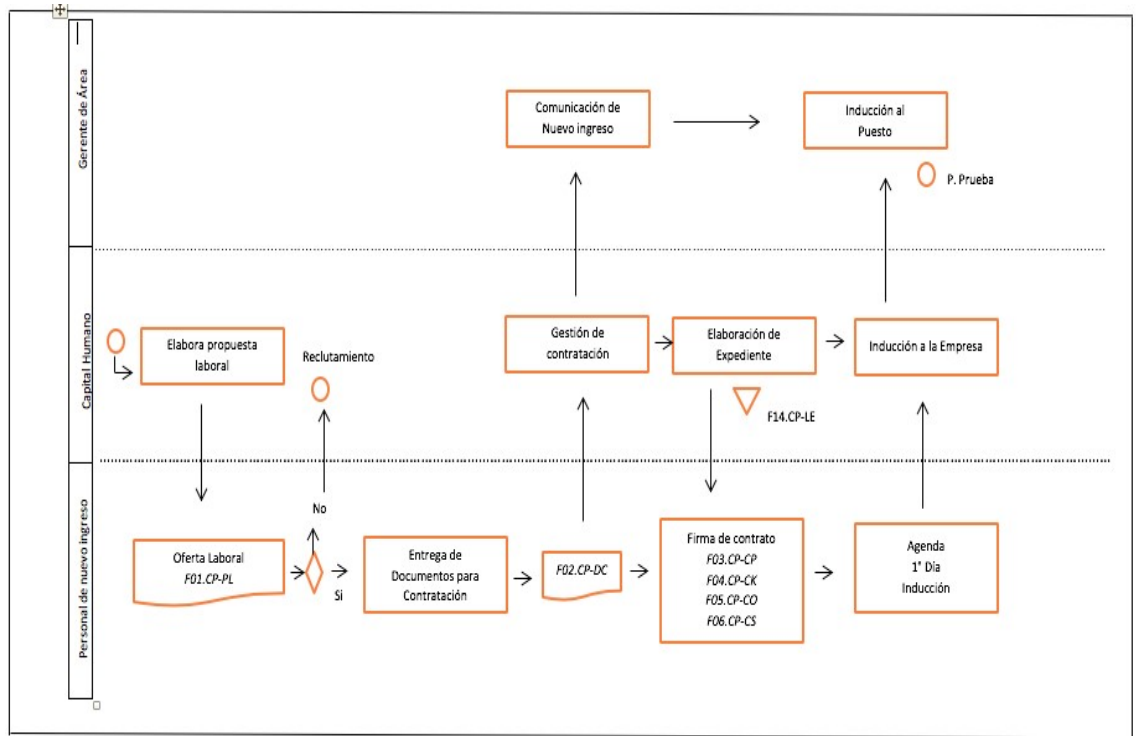 Gerente de Área
Comunicación de
Nuevo ingreso
Inducción al
Puesto
P. Prueba
Capital Humano
Elabora propuesta
laboral
Reclutamiento
Gestión de
contratación
Elaboración de
Expediente
F14.CP-LE
Inducción a la Empresa
Personal de nuevo ingreso
Oferta Laboral
F01.CP-PL
No
Si
Entrega de
Documentos para
Contratación
F02.CP-DC
Firma de contrato
F03.CP-CP
F04.CP-CK
F05.CP-CO
F06.CP-CS
Agenda
1° Día
Inducción